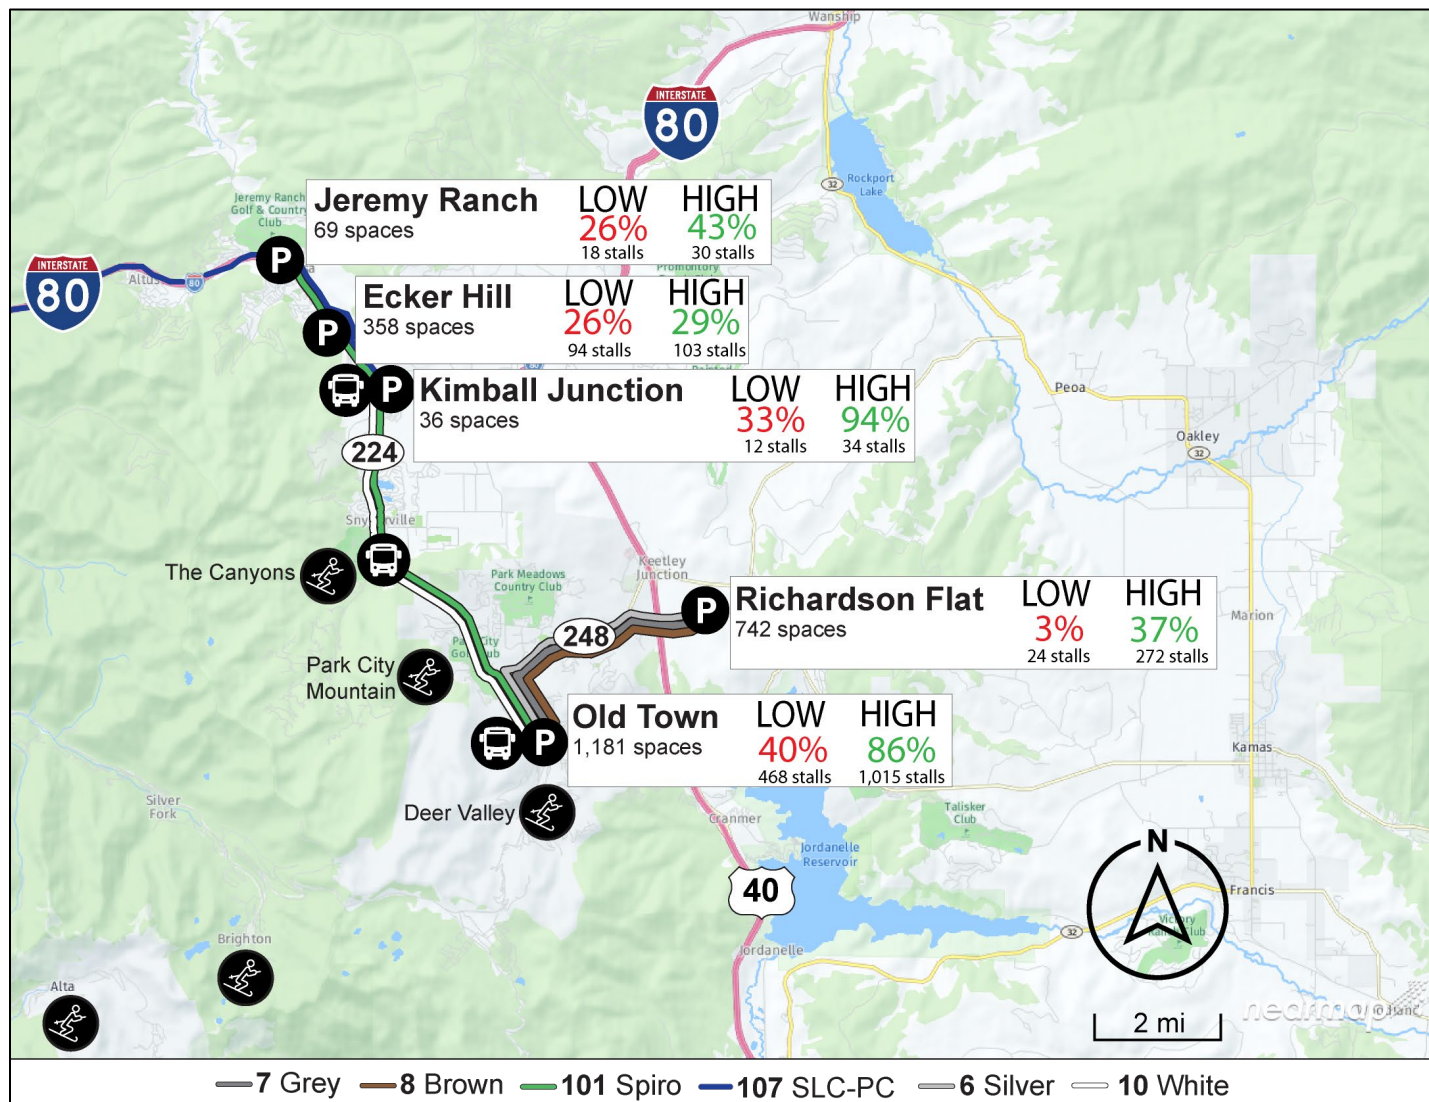 Wanship
INTERSTATE
80
Rockport
Lake
32
Jeremy Ranch
Golf & Country
Club
Jeremy Ranch
69 spaces
LOW
HIGH
26%
43%
18 stalls
30 stalls
P
INTERSTATE
80
80
Ecker Hill
358 spaces
LOW
HIGH
26%
29%
94 stalls
103 stalls
P
Kimball Junction
36 spaces
LOW
HIGH
33%
94%
12 stalls
34 stalls
P
Peoa
Oakley
32
224
The Canyons
Park Meadows
Country Club
Keetley
Junction
Richardson Flat
742 spaces
LOW
HIGH
3%
37%
24 stalls
272 stalls
P
Marion
248
Park City
Mountain
Old Town
1,181 spaces
LOW
HIGH
40%
86%
468 stalls
1,015 stalls
P
Kamas
Silver
Fork
Deer Valley
Cranmer
Talisker
Club
Jordanelle
Reservoir
N
40
Francis
32
Victory
Ranch Club
Brighton
Jordanelle
Alta
nearmap
2 mi
7 Grey 8 Brown 101 Spiro 107 SLC-PC 6 Silver 10 White